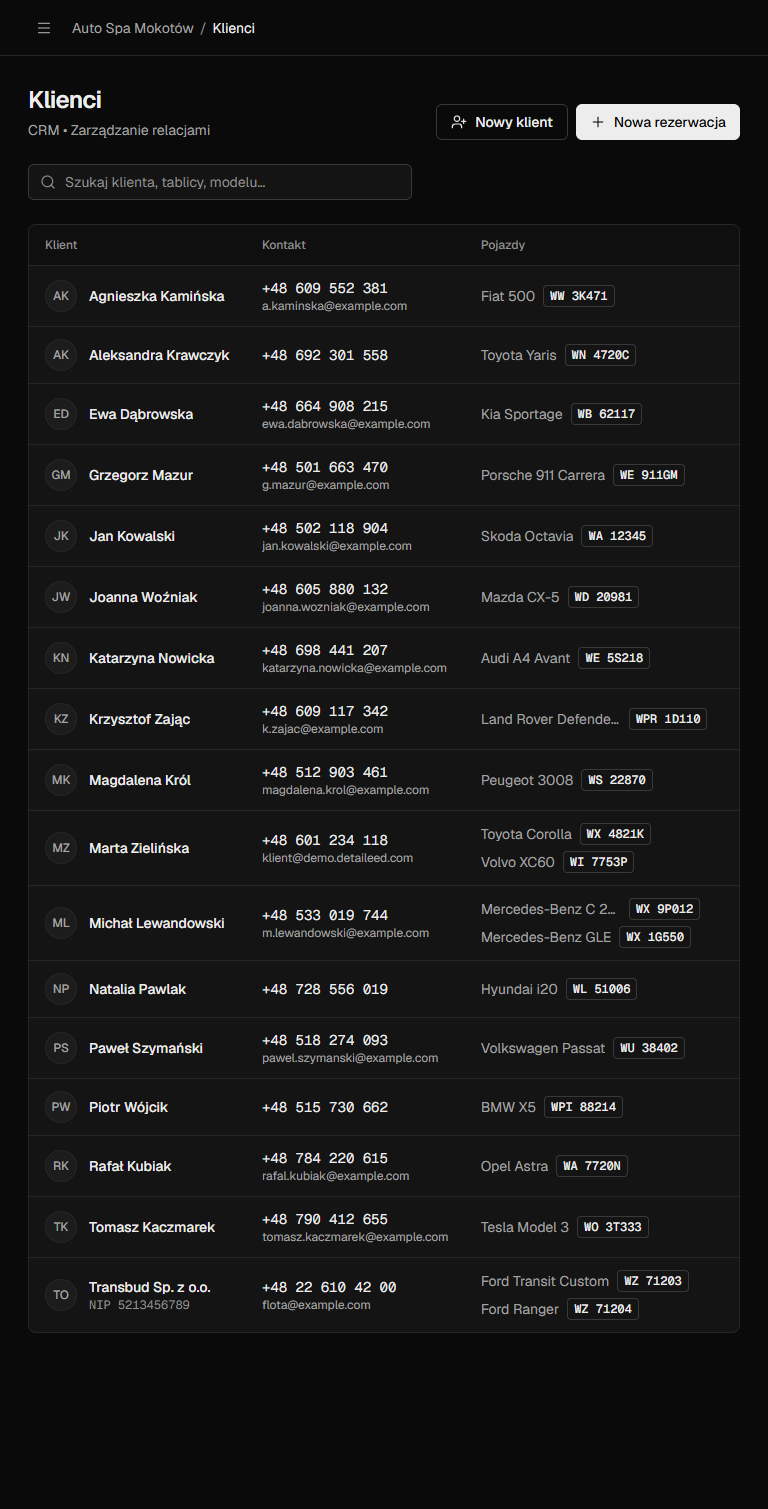 Auto Spa Mokotów / Klienci
Klienci
CRM • Zarządzanie relacjami
Nowy klient
Nowa rezerwacja
Szukaj klienta, tablicy, modelu...
Klient Kontakt Pojazdy
AK Agnieszka Kamińska +48 609 552 381 Fiat 500 WW 3K471
a.kaminska@example.com
AK Aleksandra Krawczyk +48 692 301 558 Toyota Yaris WN 4720C
ED Ewa Dąbrowska +48 664 908 215 Kia Sportage WB 62117
ewa.dabrowska@example.com
GM Grzegorz Mazur +48 501 663 470 Porsche 911 Carrera WE 911GM
g.mazur@example.com
JK Jan Kowalski +48 502 118 904 Skoda Octavia WA 12345
jan.kowalski@example.com
JW Joanna Woźniak +48 605 880 132 Mazda CX-5 WD 20981
joanna.wozniak@example.com
KN Katarzyna Nowicka +48 698 441 207 Audi A4 Avant WE 5S218
katarzyna.nowicka@example.com
KZ Krzysztof Zając +48 609 117 342 Land Rover Defende... WPR 1D110
k.zajac@example.com
MK Magdalena Król +48 512 903 461 Peugeot 3008 WS 22870
magdalena.krol@example.com
MZ Marta Zielińska +48 601 234 118 Toyota Corolla WX 4821K
klient@demo.detaileed.com Volvo XC60 WI 7753P
ML Michał Lewandowski +48 533 019 744 Mercedes-Benz C 2... WX 9P012
m.lewandowski@example.com Mercedes-Benz GLE WX 1G550
NP Natalia Pawlak +48 728 556 019 Hyundai i20 WL 51006
PS Paweł Szymański +48 518 274 093 Volkswagen Passat WU 38402
pawel.szymanski@example.com
PW Piotr Wójcik +48 515 730 662 BMW X5 WPI 88214
RK Rafał Kubiak +48 784 220 615 Opel Astra WA 7720N
rafal.kubiak@example.com
TK Tomasz Kaczmarek +48 790 412 655 Tesla Model 3 WO 3T333
tomasz.kaczmarek@example.com
TO Transbud Sp. z o.o. +48 22 610 42 00 Ford Transit Custom WZ 71203
NIP 5213456789 flota@example.com Ford Ranger WZ 71204